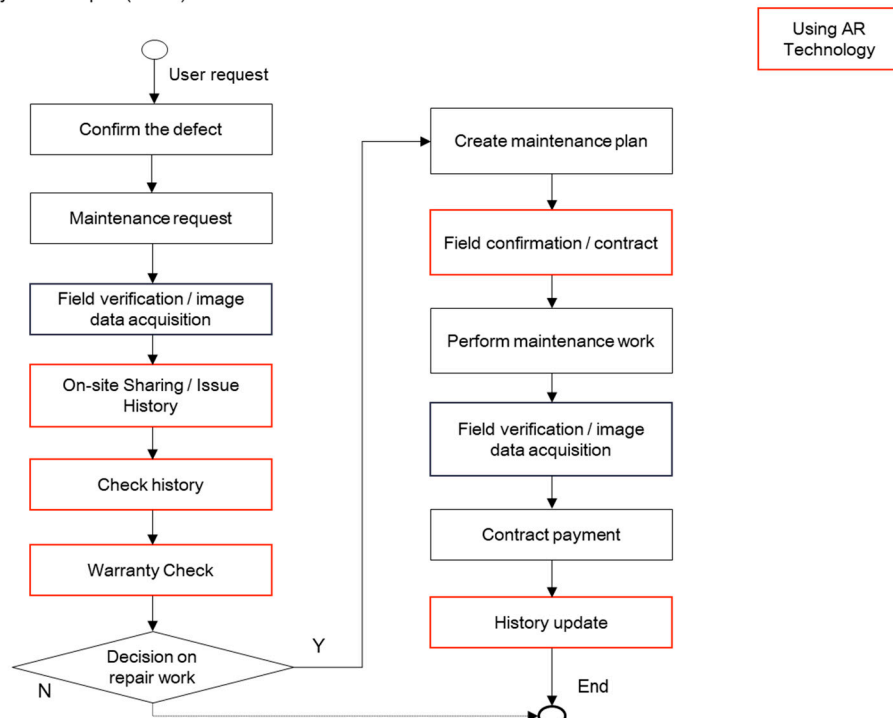 Using AR
Technology
User request
Confirm the defect
Maintenance request
Field verification / image
data acquisition
On-site Sharing / Issue
History
Check history
Warranty Check
Decision on
repair work
Y
N
Create maintenance plan
Field confirmation / contract
Perform maintenance work
Field verification / image
data acquisition
Contract payment
History update
End